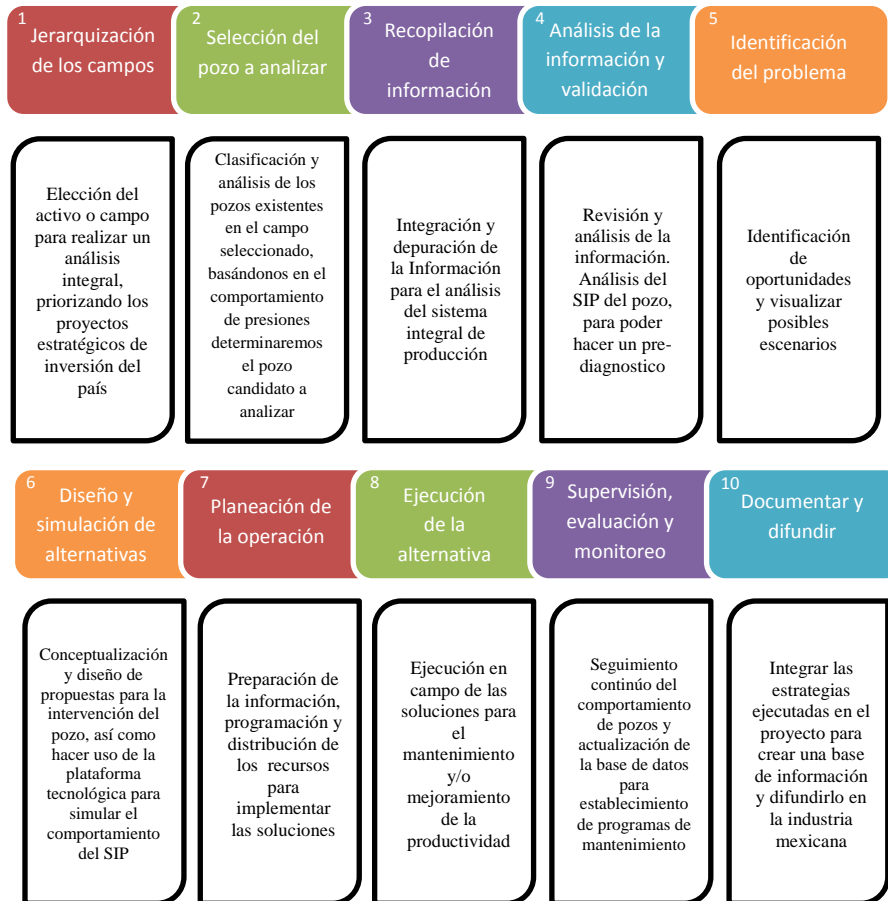 1
Jerarquización
de los campos
2
Selección del
pozo a analizar
3
Recopilación
de
información
4
Análisis de la
información y
validación
5
Identificación
del problema
Elección del
activo o campo
para realizar un
análisis
integral,
priorizando los
proyectos
estratégicos de
inversión del
país
Clasificación y
análisis de los
pozos existentes
en el campo
seleccionado,
basándonos en el
comportamiento
de presiones
determinaremos
el pozo
candidato a
analizar
Integración y
depuración de
la Información
para el análisis
del sistema
integral de
producción
Revisión y
análisis de la
información.
Análisis del
SIP del pozo,
para poder
hacer un pre-
diagnostico
Identificación
de
oportunidades
y visualizar
posibles
escenarios
6
Diseño y
simulación de
alternativas
7
Planeación de
la operación
8
Ejecución
de la
alternativa
9
Supervisión,
evaluación y
monitoreo
10
Documentar y
difundir
Conceptualización
y diseño de
propuestas para la
intervención del
pozo, así como
hacer uso de la
plataforma
tecnológica para
simular el
comportamiento
del SIP
Preparación de
la información,
programación y
distribución de
los recursos
para
implementar
las soluciones
Ejecución en
campo de las
soluciones para
el
mantenimiento
y/o
mejoramiento
de la
productividad
Seguimiento
continúo del
comportamiento
de pozos y
actualización de
la base de datos
para
establecimiento
de programas de
mantenimiento
Integrar las
estrategias
ejecutadas en el
proyecto para
crear una base
de información
y difundirlo en
la industria
mexicana